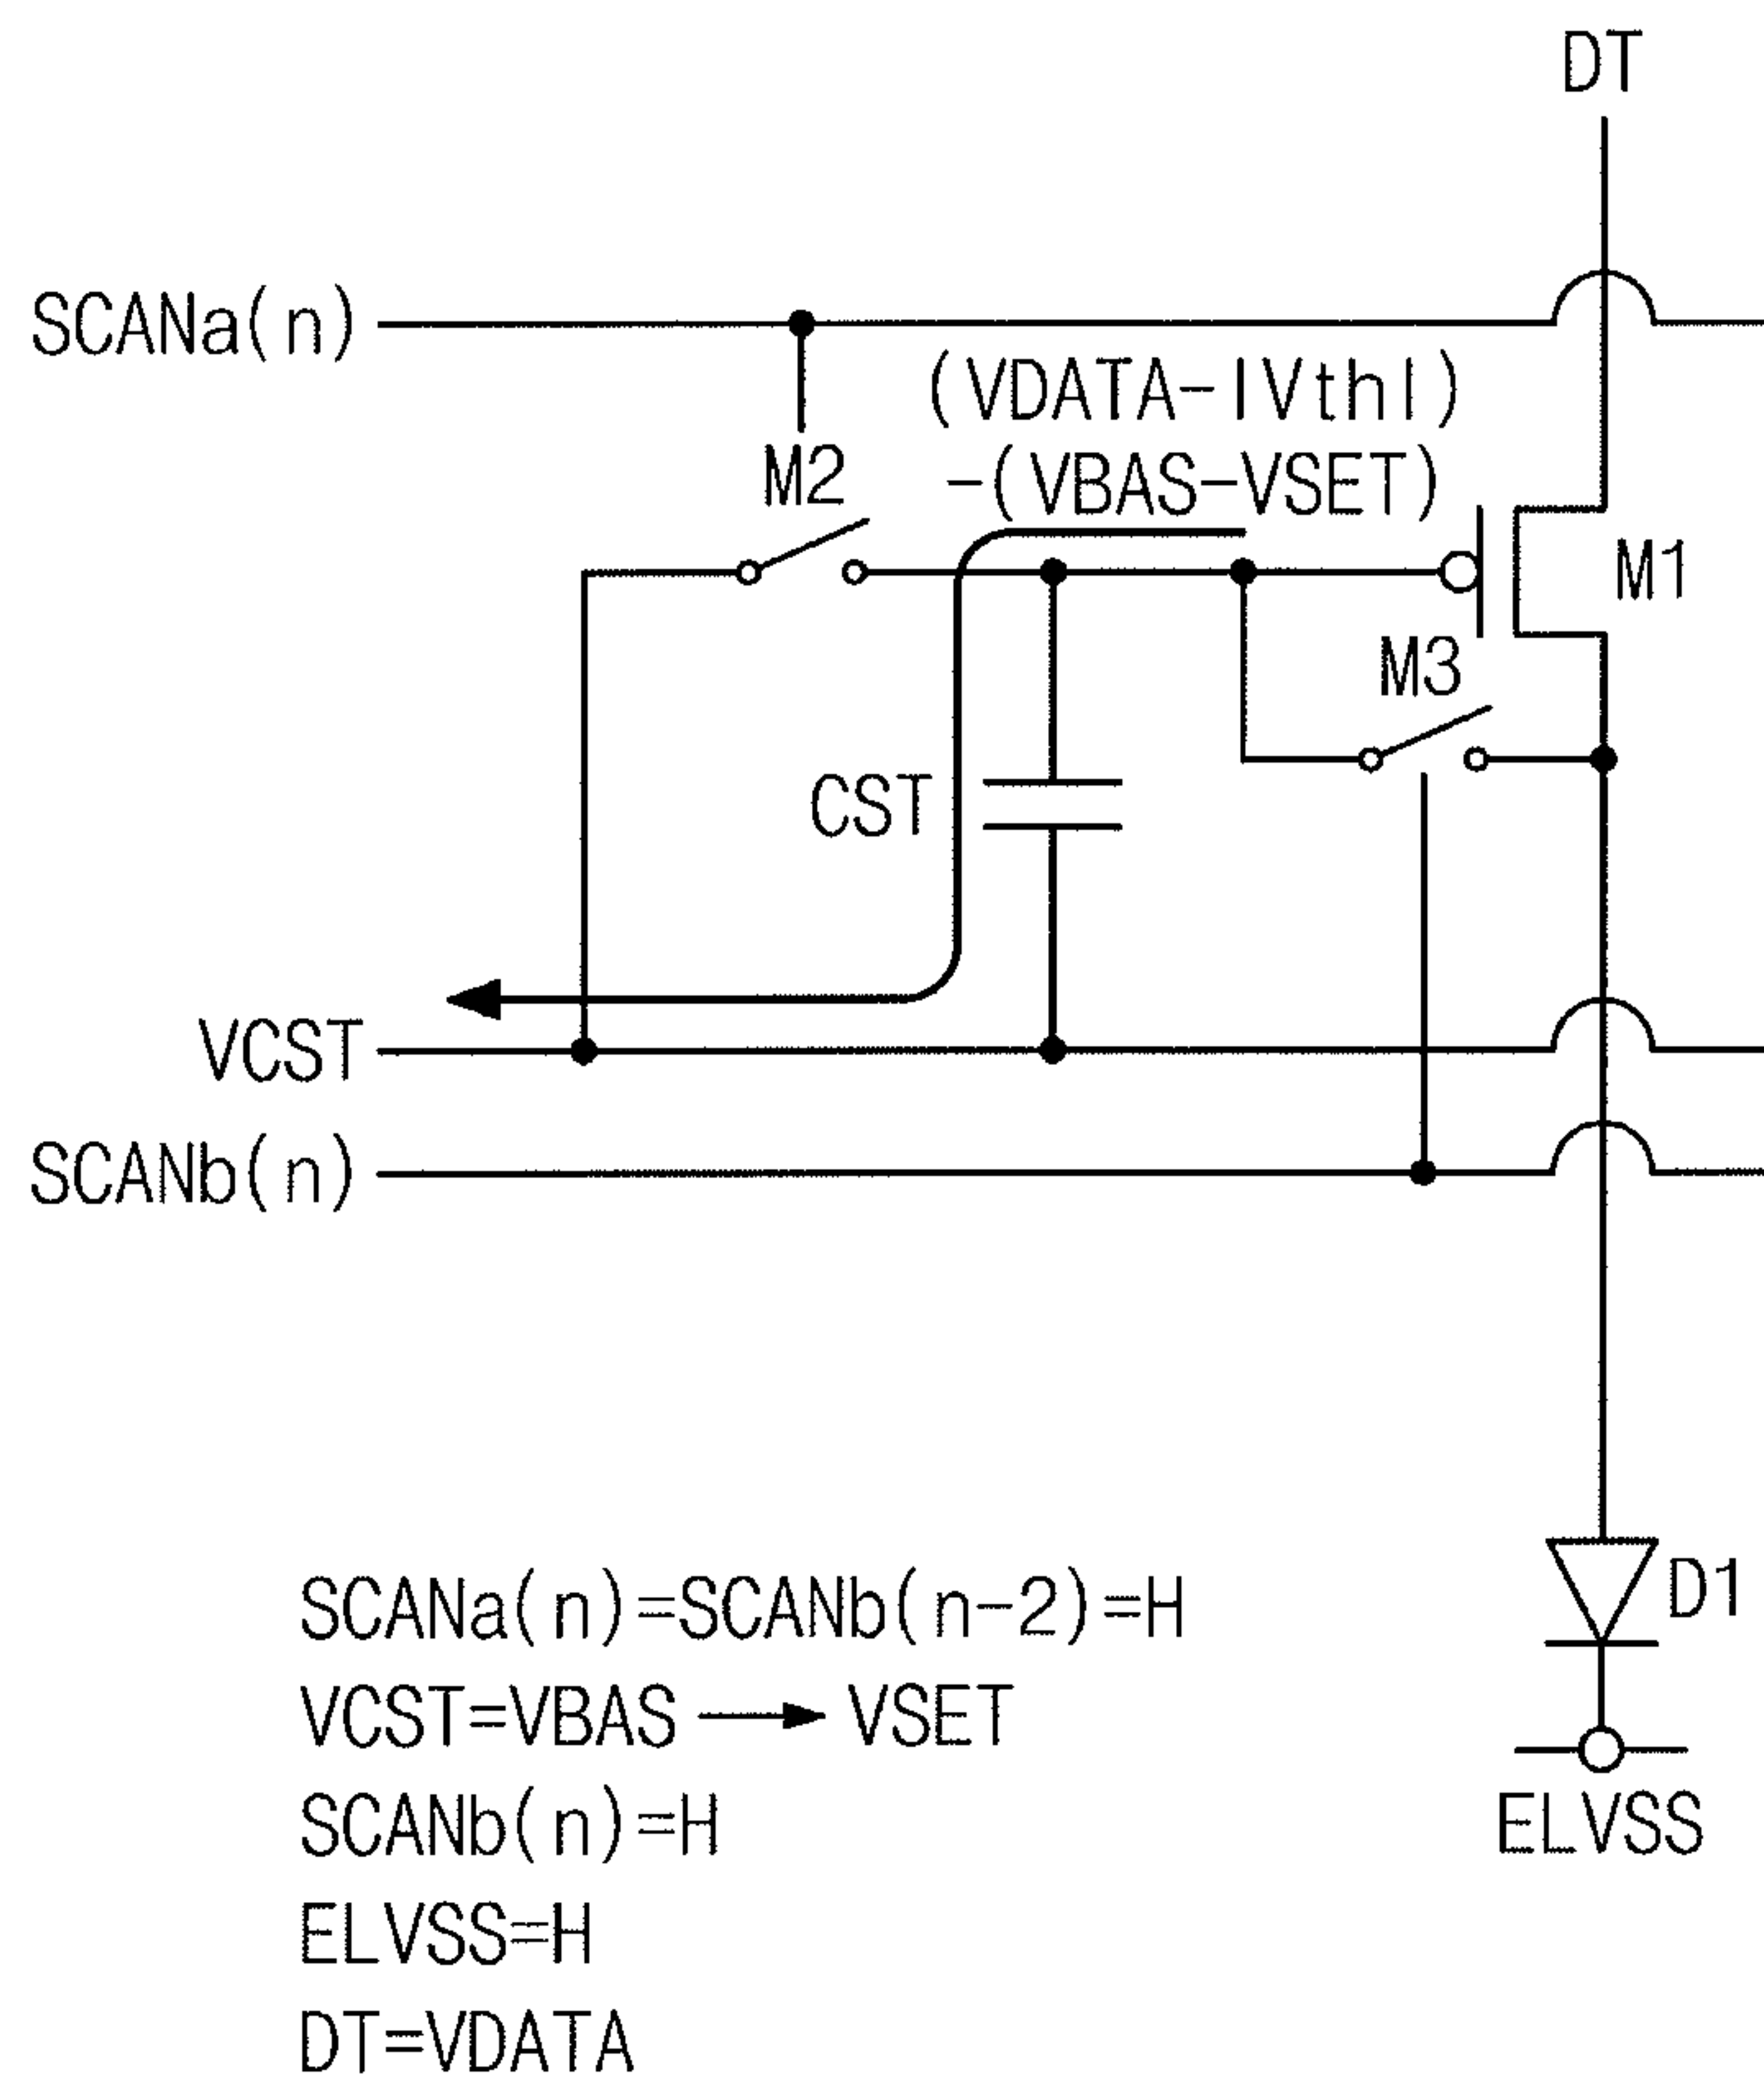 DT
SCANa(n)
(VDATA-|Vth|)
-(VBAS-VSET)
M2
M1
M3
CST
VCST
SCANb(n)
D1
ELVSS
SCANa(n)=SCANb(n-2)=H
VCST=VBAS → VSET
SCANb(n)=H
ELVSS=H
DT=VDATA